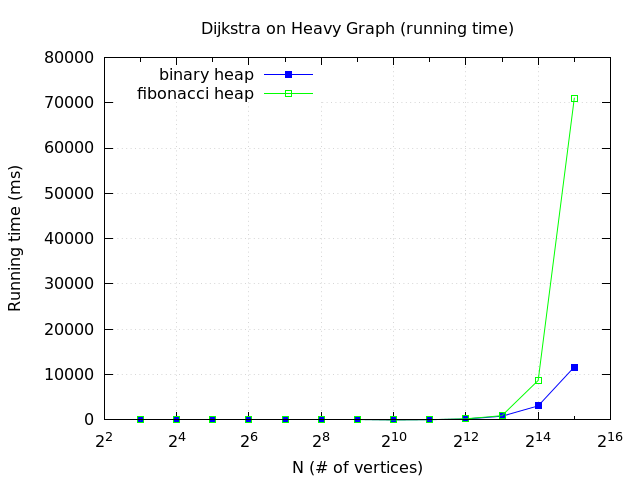 Dijkstra on Heavy Graph (running time)
binary heap
fibonacci heap
80000
70000
60000
50000
40000
30000
20000
10000
0
Running time (ms)
2^2 2^4 2^6 2^8 2^10 2^12 2^14 2^16
N (# of vertices)